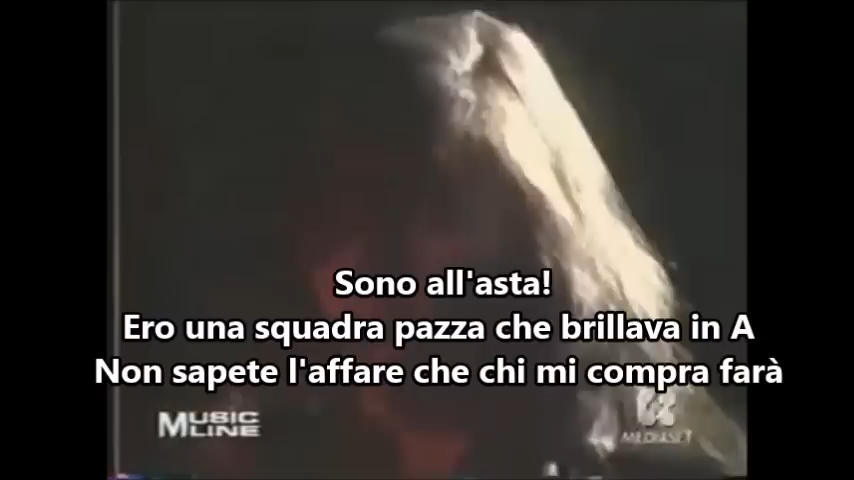 Sono all'asta!
Ero una squadra pazza che brillava in A
Non sapete l'affare che chi mi compra farà
MUSIC
LINE
MEDIASET